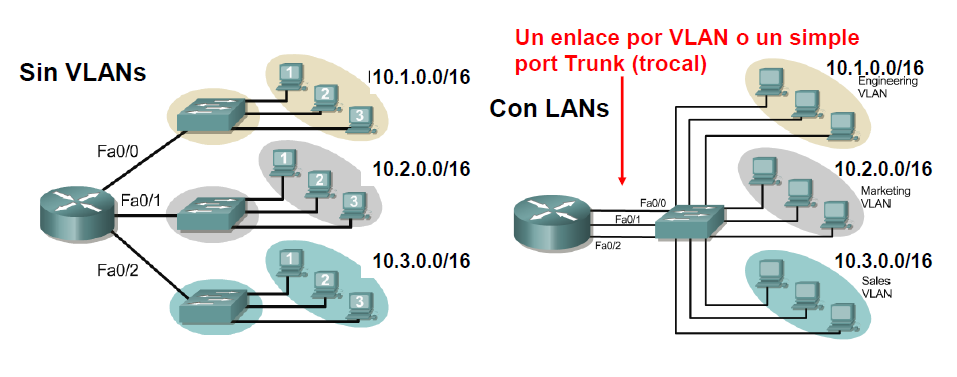 Sin VLANs
10.1.0.0/16
1
2
3
Fa0/0
10.2.0.0/16
1
2
3
Fa0/1
Fa0/2
10.3.0.0/16
1
2
3
Un enlace por VLAN o un simple
port Trunk (trocal)
Con LANs
10.1.0.0/16
Engineering
VLAN
10.2.0.0/16
Marketing
VLAN
Fa0/0
Fa0/1
Fa0/2
10.3.0.0/16
Sales
VLAN